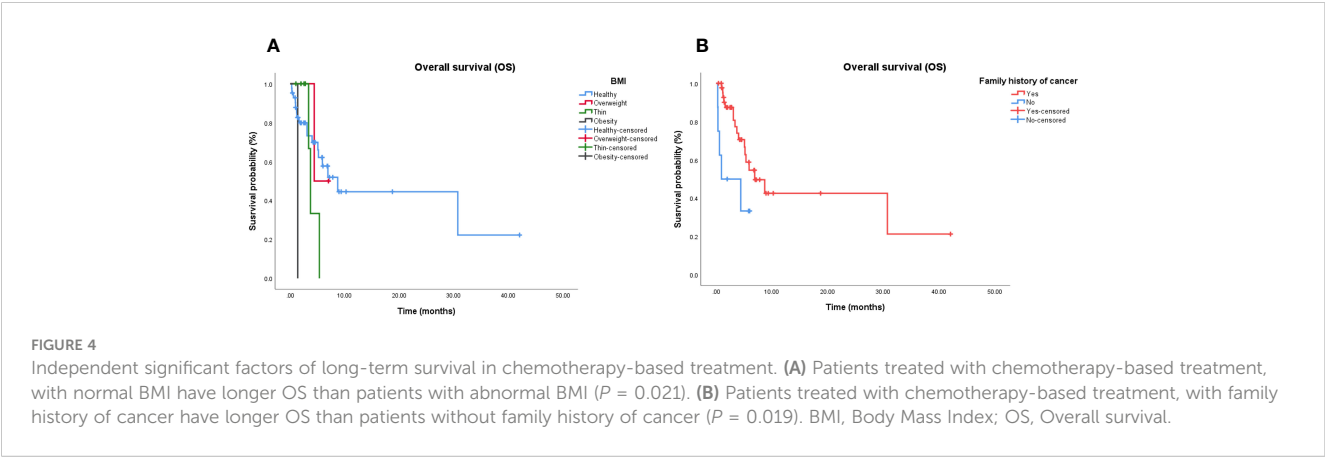 A
Overall survival (OS)
Susrvival probability (%)
1.0
0.8
0.6
0.4
0.2
0.0
.00 10.00 20.00 30.00 40.00 50.00
Time (months)
BMI
Healthy
Overweight
Thin
Obesity
Healthy-censored
Overweight-censored
Thin-censored
Obesity-censored
B
Overall survival (OS)
Susrvival probability (%)
1.0
0.8
0.6
0.4
0.2
0.0
.00 10.00 20.00 30.00 40.00 50.00
Time (months)
Family history of cancer
Yes
No
Yes-censored
No-censored
FIGURE 4
Independent significant factors of long-term survival in chemotherapy-based treatment. (A) Patients treated with chemotherapy-based treatment,
with normal BMI have longer OS than patients with abnormal BMI (P = 0.021). (B) Patients treated with chemotherapy-based treatment, with family
history of cancer have longer OS than patients without family history of cancer (P = 0.019). BMI, Body Mass Index; OS, Overall survival.